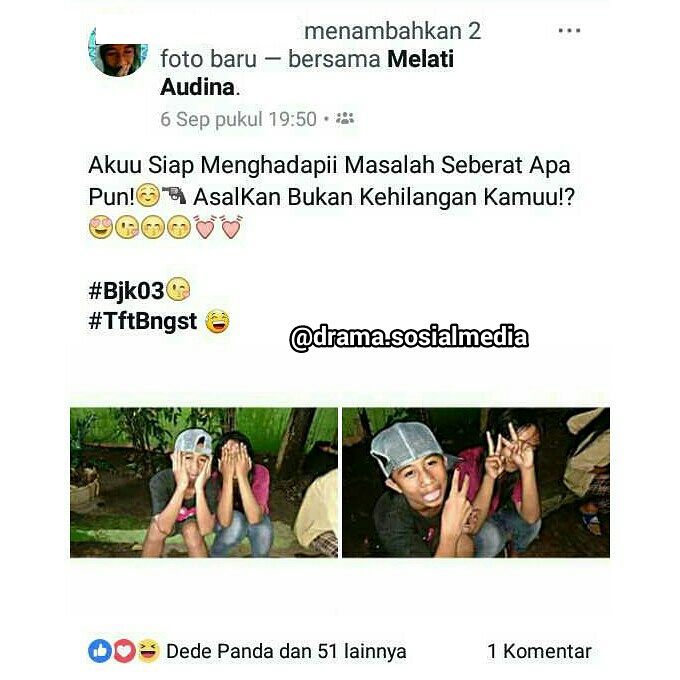 menambahkan 2
foto baru — bersama Melati
Audina.
6 Sep pukul 19:50 •
Akuu Siap Menghadapii Masalah Seberat Apa
Pun!☺️🔫 AsalKan Bukan Kehilangan Kamuu!?
😍😘😙😙💓💓
#Bjk03😘
#TftBngst 😅
@drama.sosialmedia
Dede Panda dan 51 lainnya
1 Komentar